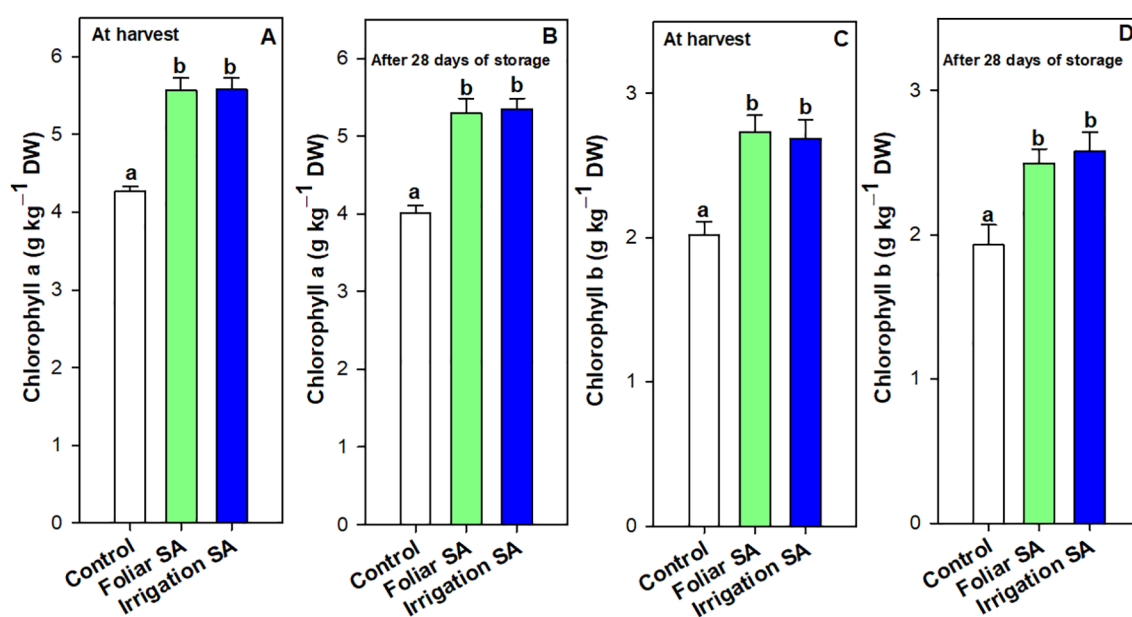 At harvest
A
6
5
4
3
2
1
0
Chlorophyll a (g kg−1 DW)
a
b
b
Control
Foliar SA
Irrigation SA
B
After 28 days of storage
6
5
4
3
2
1
0
Chlorophyll a (g kg−1 DW)
a
b
b
Control
Foliar SA
Irrigation SA
At harvest
C
3
2
1
0
Chlorophyll b (g kg−1 DW)
a
b
b
Control
Foliar SA
Irrigation SA
D
After 28 days of storage
3
2
1
0
Chlorophyll b (g kg−1 DW)
a
b
b
Control
Foliar SA
Irrigation SA